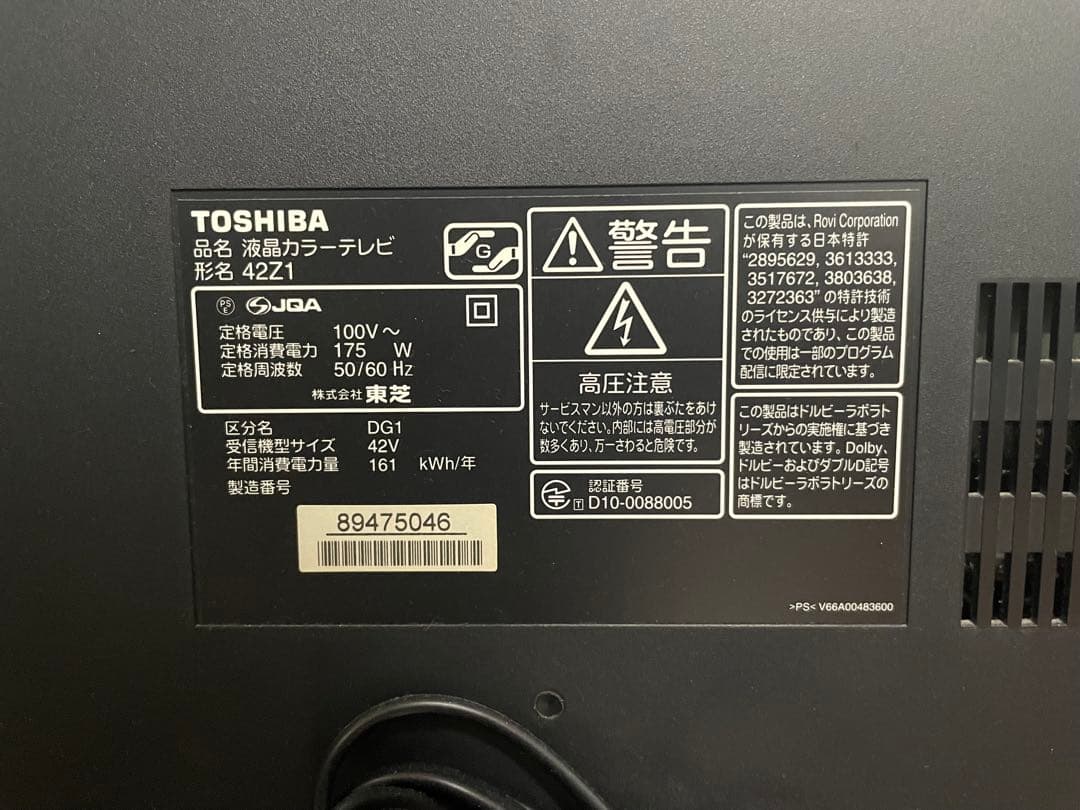 TOSHIBA
品名 液晶カラーテレビ
形名 42Z1
G
PS
E
JQA
定格電圧 100V～
定格消費電力 175 W
定格周波数 50/60 Hz
株式会社 東芝
区分名 DG1
受信機型サイズ 42V
年間消費電力量 161 kWh/年
製造番号
89475046
警告
高圧注意
サービスマン以外の方は裏ぶたをあけ
ないでください。内部には高電圧部分が
数多くあり、万一さわると危険です。
T 認証番号
D10-0088005
この製品は、Rovi Corporation
が保有する日本特許
“2895629, 3613333,
3517672, 3803638,
3272363” の特許技術
のライセンス供与により製造
されたものであり、この製品
での使用は一部のプログラム
配信に限定されています。
この製品はドルビーラボラト
リーズからの実施権に基づき
製造されています。Dolby、
ドルビーおよびダブルD記号
はドルビーラボラトリーズの
商標です。
>PS< V66A00483600